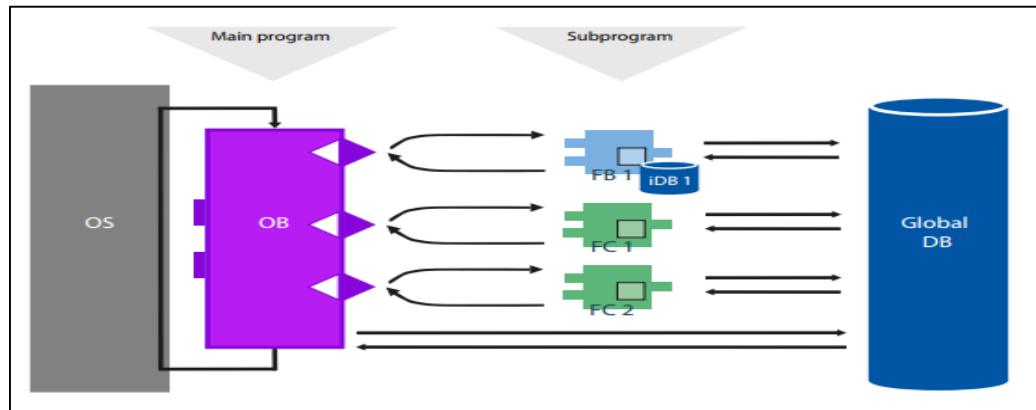 Main program
Subprogram
OS
OB
FB 1
iDB 1
FC 1
FC 2
Global
DB